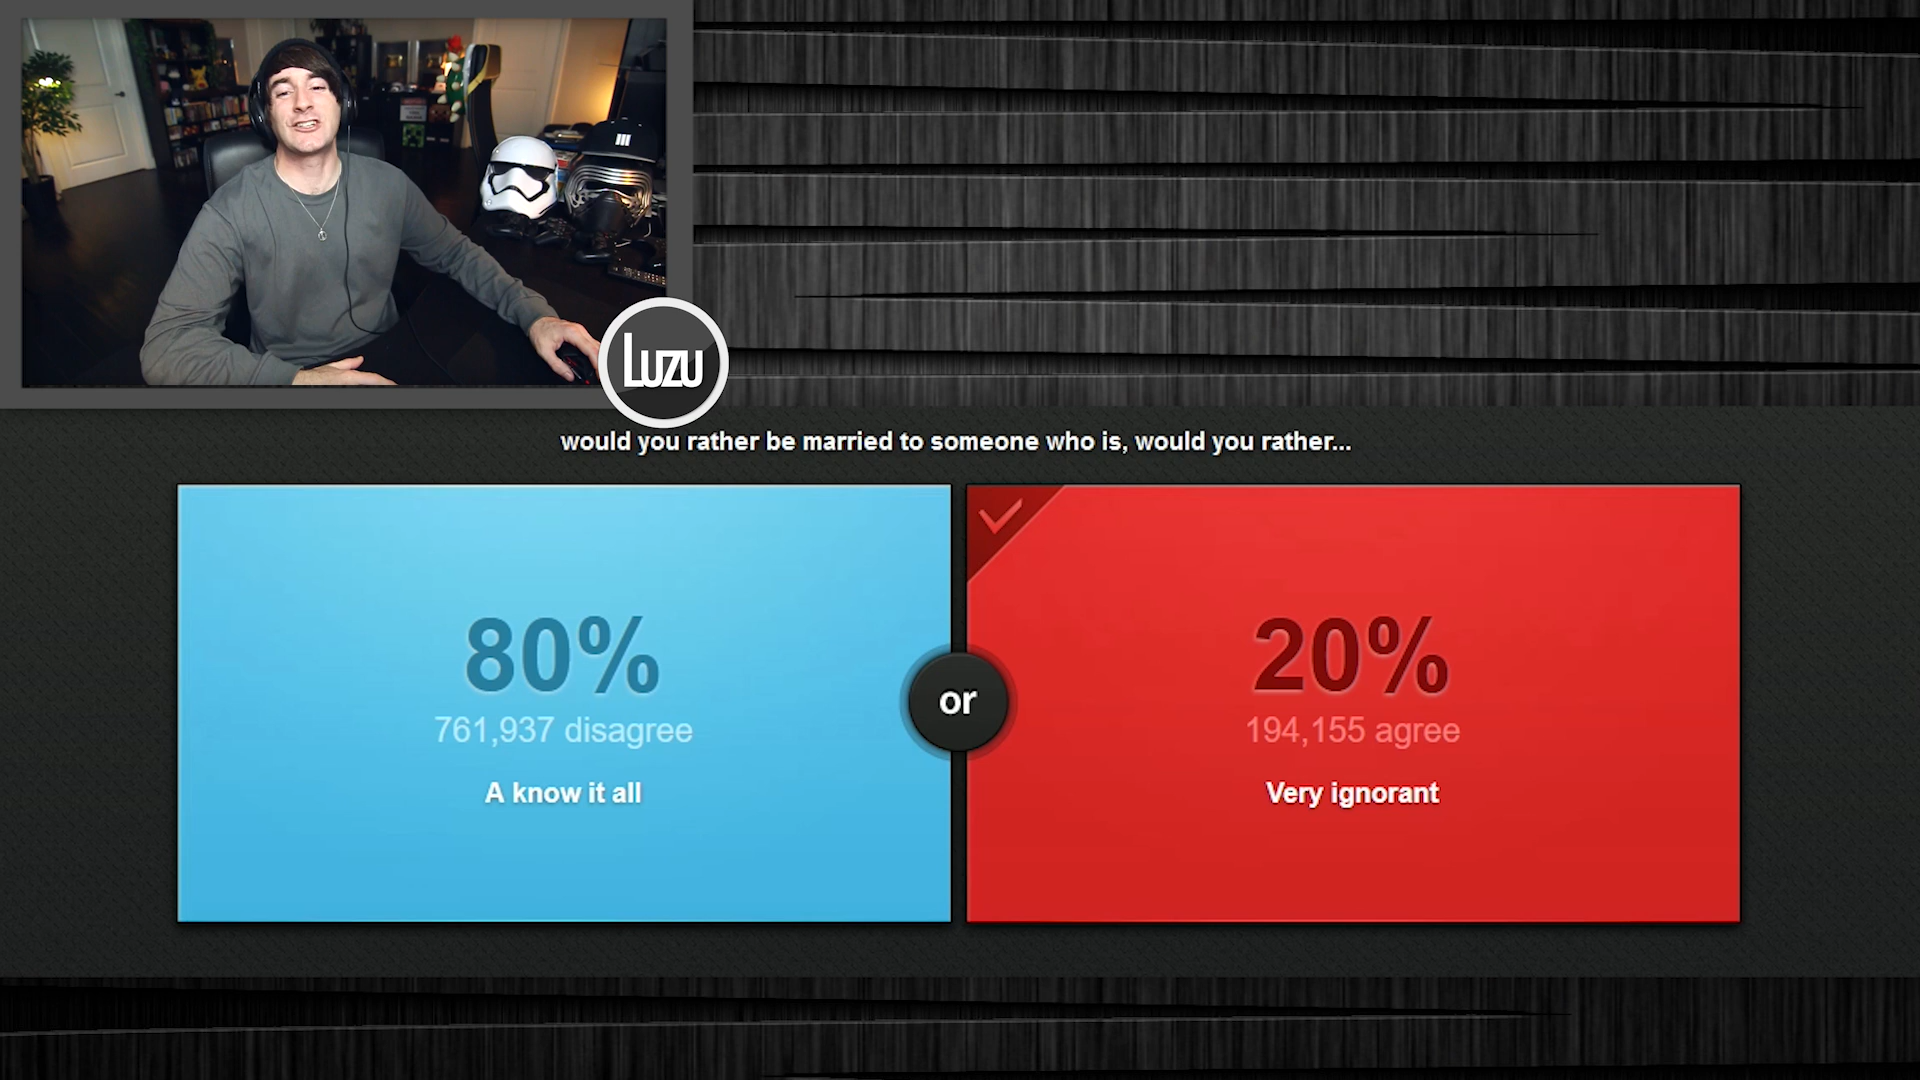 Luzu
would you rather be married to someone who is, would you rather...
80%
761,937 disagree
A know it all
or
20%
194,155 agree
Very ignorant